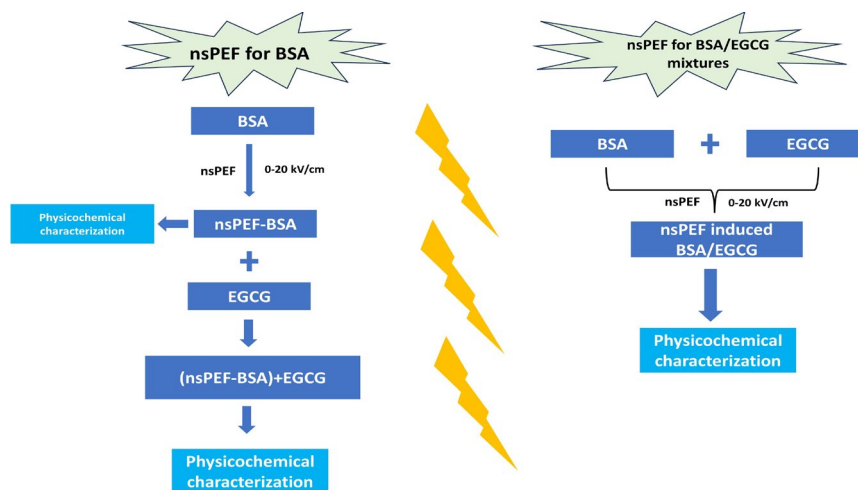 nsPEF for BSA
BSA
nsPEF
0-20 kV/cm
Physicochemical
characterization
nsPEF-BSA
+
EGCG
(nsPEF-BSA)+EGCG
Physicochemical
characterization
nsPEF for BSA/EGCG
mixtures
BSA
+
EGCG
nsPEF
0-20 kV/cm
nsPEF induced
BSA/EGCG
Physicochemical
characterization